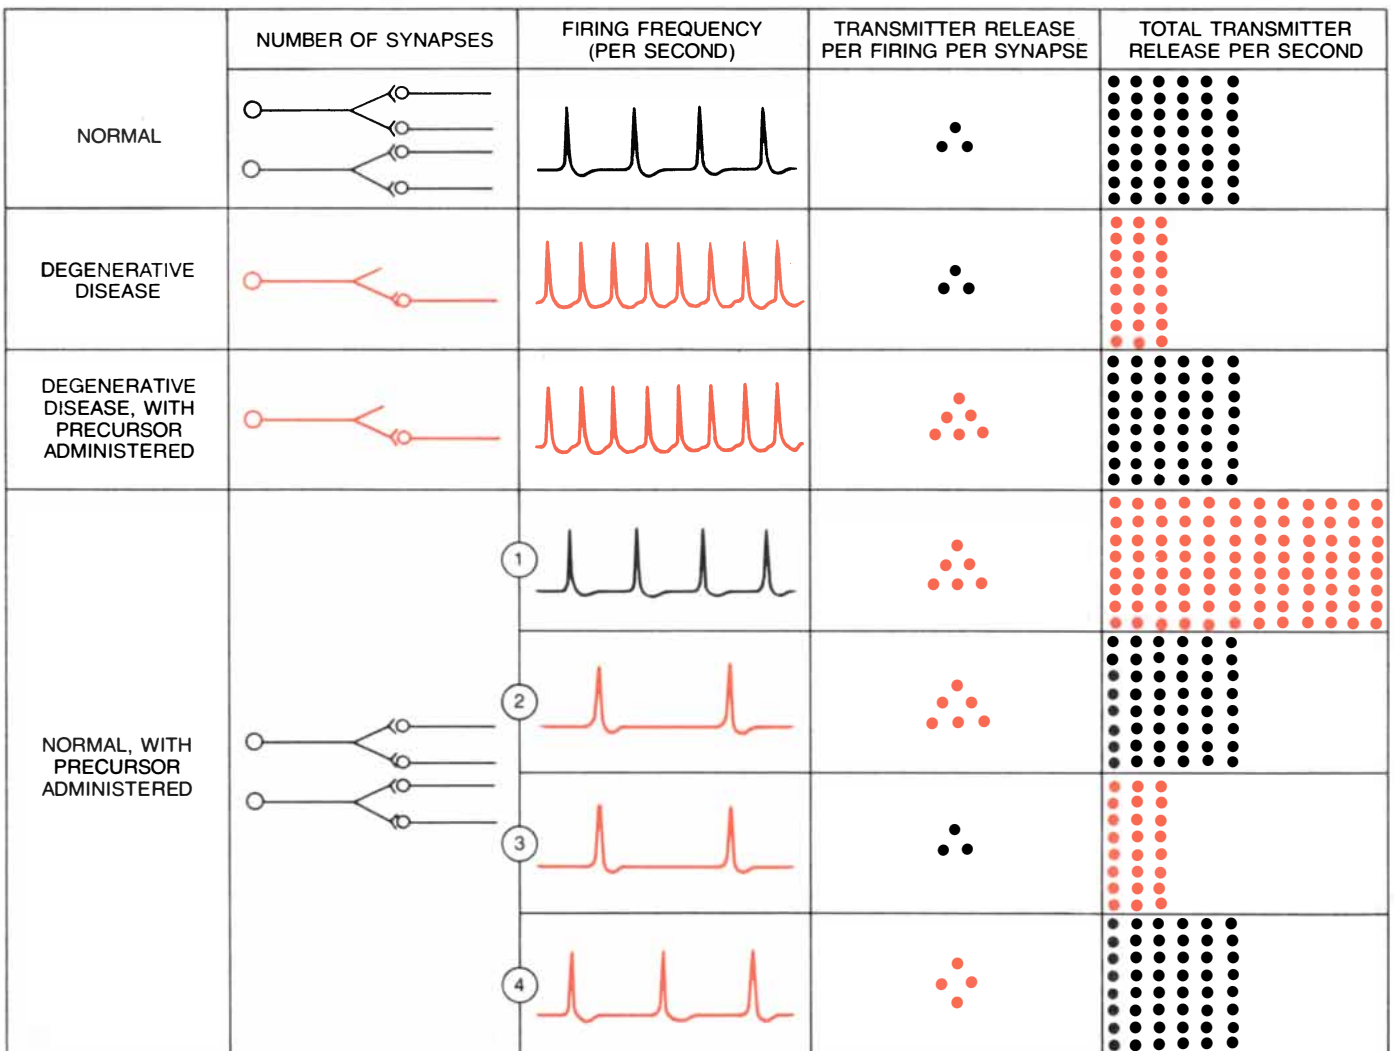 NUMBER OF SYNAPSES
FIRING FREQUENCY
(PER SECOND)
TRANSMITTER RELEASE
PER FIRING PER SYNAPSE
TOTAL TRANSMITTER
RELEASE PER SECOND
NORMAL
DEGENERATIVE
DISEASE
DEGENERATIVE
DISEASE, WITH
PRECURSOR
ADMINISTERED
NORMAL, WITH
PRECURSOR
ADMINISTERED
1
2
3
4